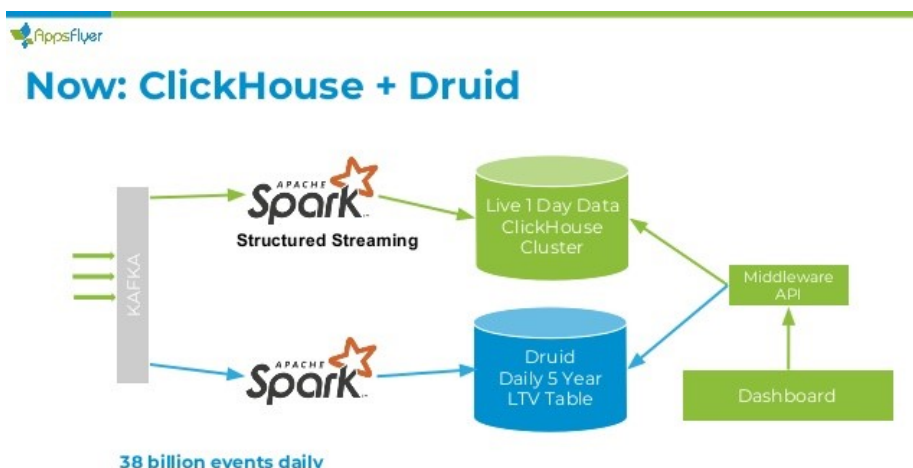 AppsFlyer
Now: ClickHouse + Druid
KAFKA
APACHE
Spark
Structured Streaming
Live 1 Day Data
ClickHouse
Cluster
Middleware
API
APACHE
Spark
Druid
Daily 5 Year
LTV Table
Dashboard
38 billion events daily